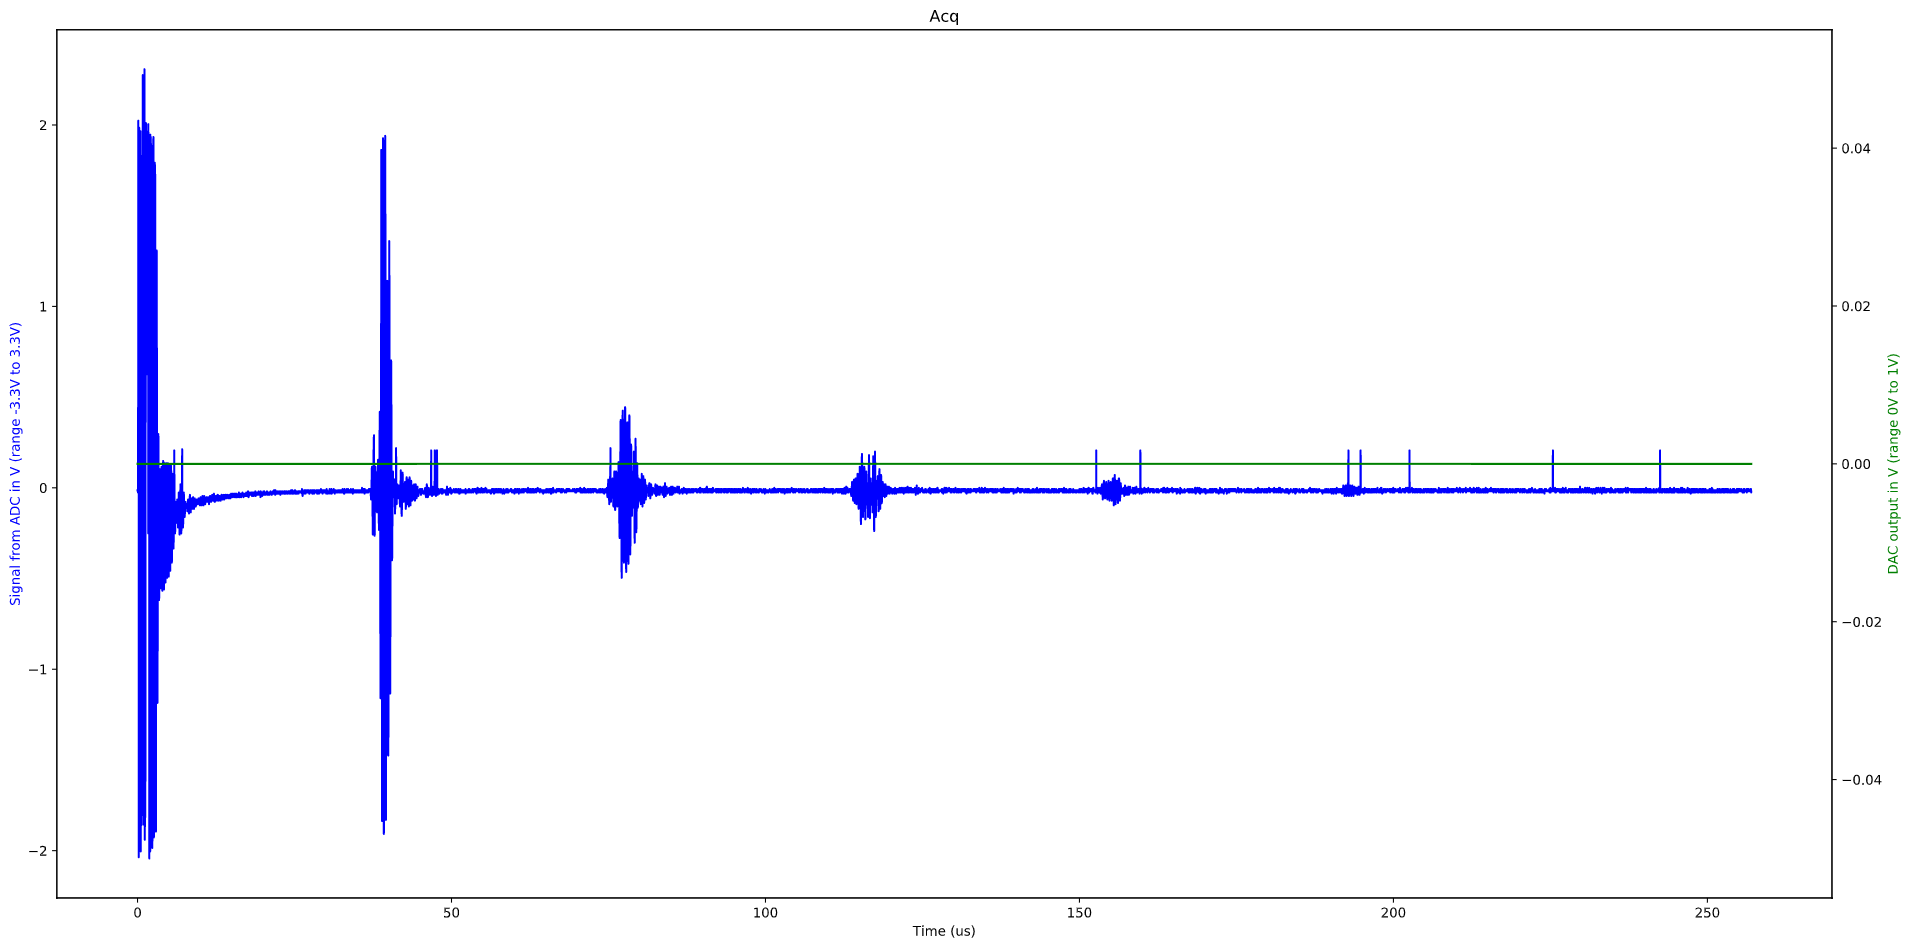 Acq
2
1
0
−1
−2
Signal from ADC in V (range -3.3V to 3.3V)
0.04
0.02
0.00
−0.02
−0.04
DAC output in V (range 0V to 1V)
0 50 100 150 200 250
Time (us)